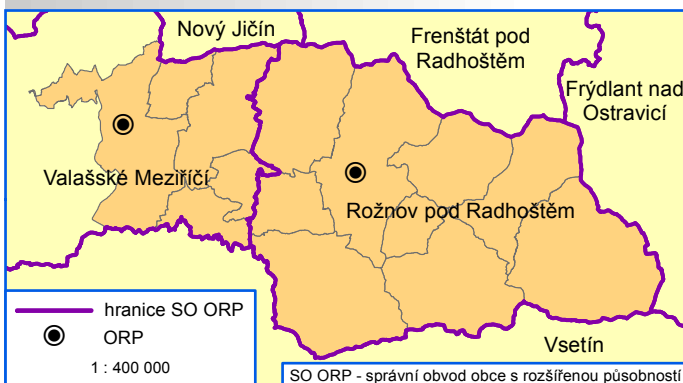 Nový Jičín
Frenštát pod
Radhoštěm
Frýdlant nad
Ostravicí
Valašské Meziříčí
Rožnov pod Radhoštěm
Vsetín
hranice SO ORP
ORP
1 : 400 000
SO ORP - správní obvod obce s rozšířenou působností